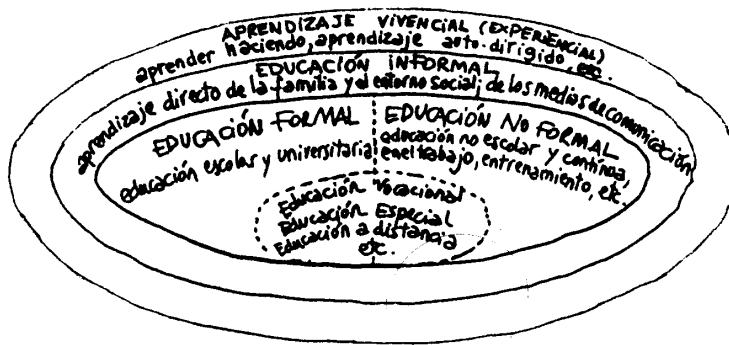 APRENDIZAJE VIVENCIAL (EXPERIENCIAL)
aprender haciendo, aprendizaje auto-dirigido, etc.
EDUCACIÓN INFORMAL
aprendizaje directo de la familia y el entorno social; de los medios de comunicación
EDUCACIÓN FORMAL
educación escolar y universitaria
EDUCACIÓN NO FORMAL
educación no escolar y continua,
en el trabajo, entrenamiento, etc.
Educación Vocacional
Educación Especial
Educación a distancia
etc.